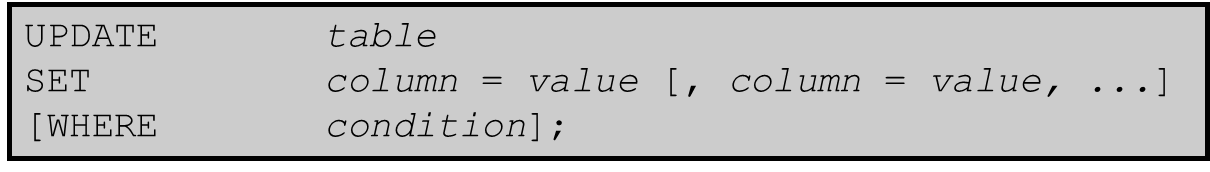 UPDATE table
SET column = value [, column = value, ...]
[WHERE condition];